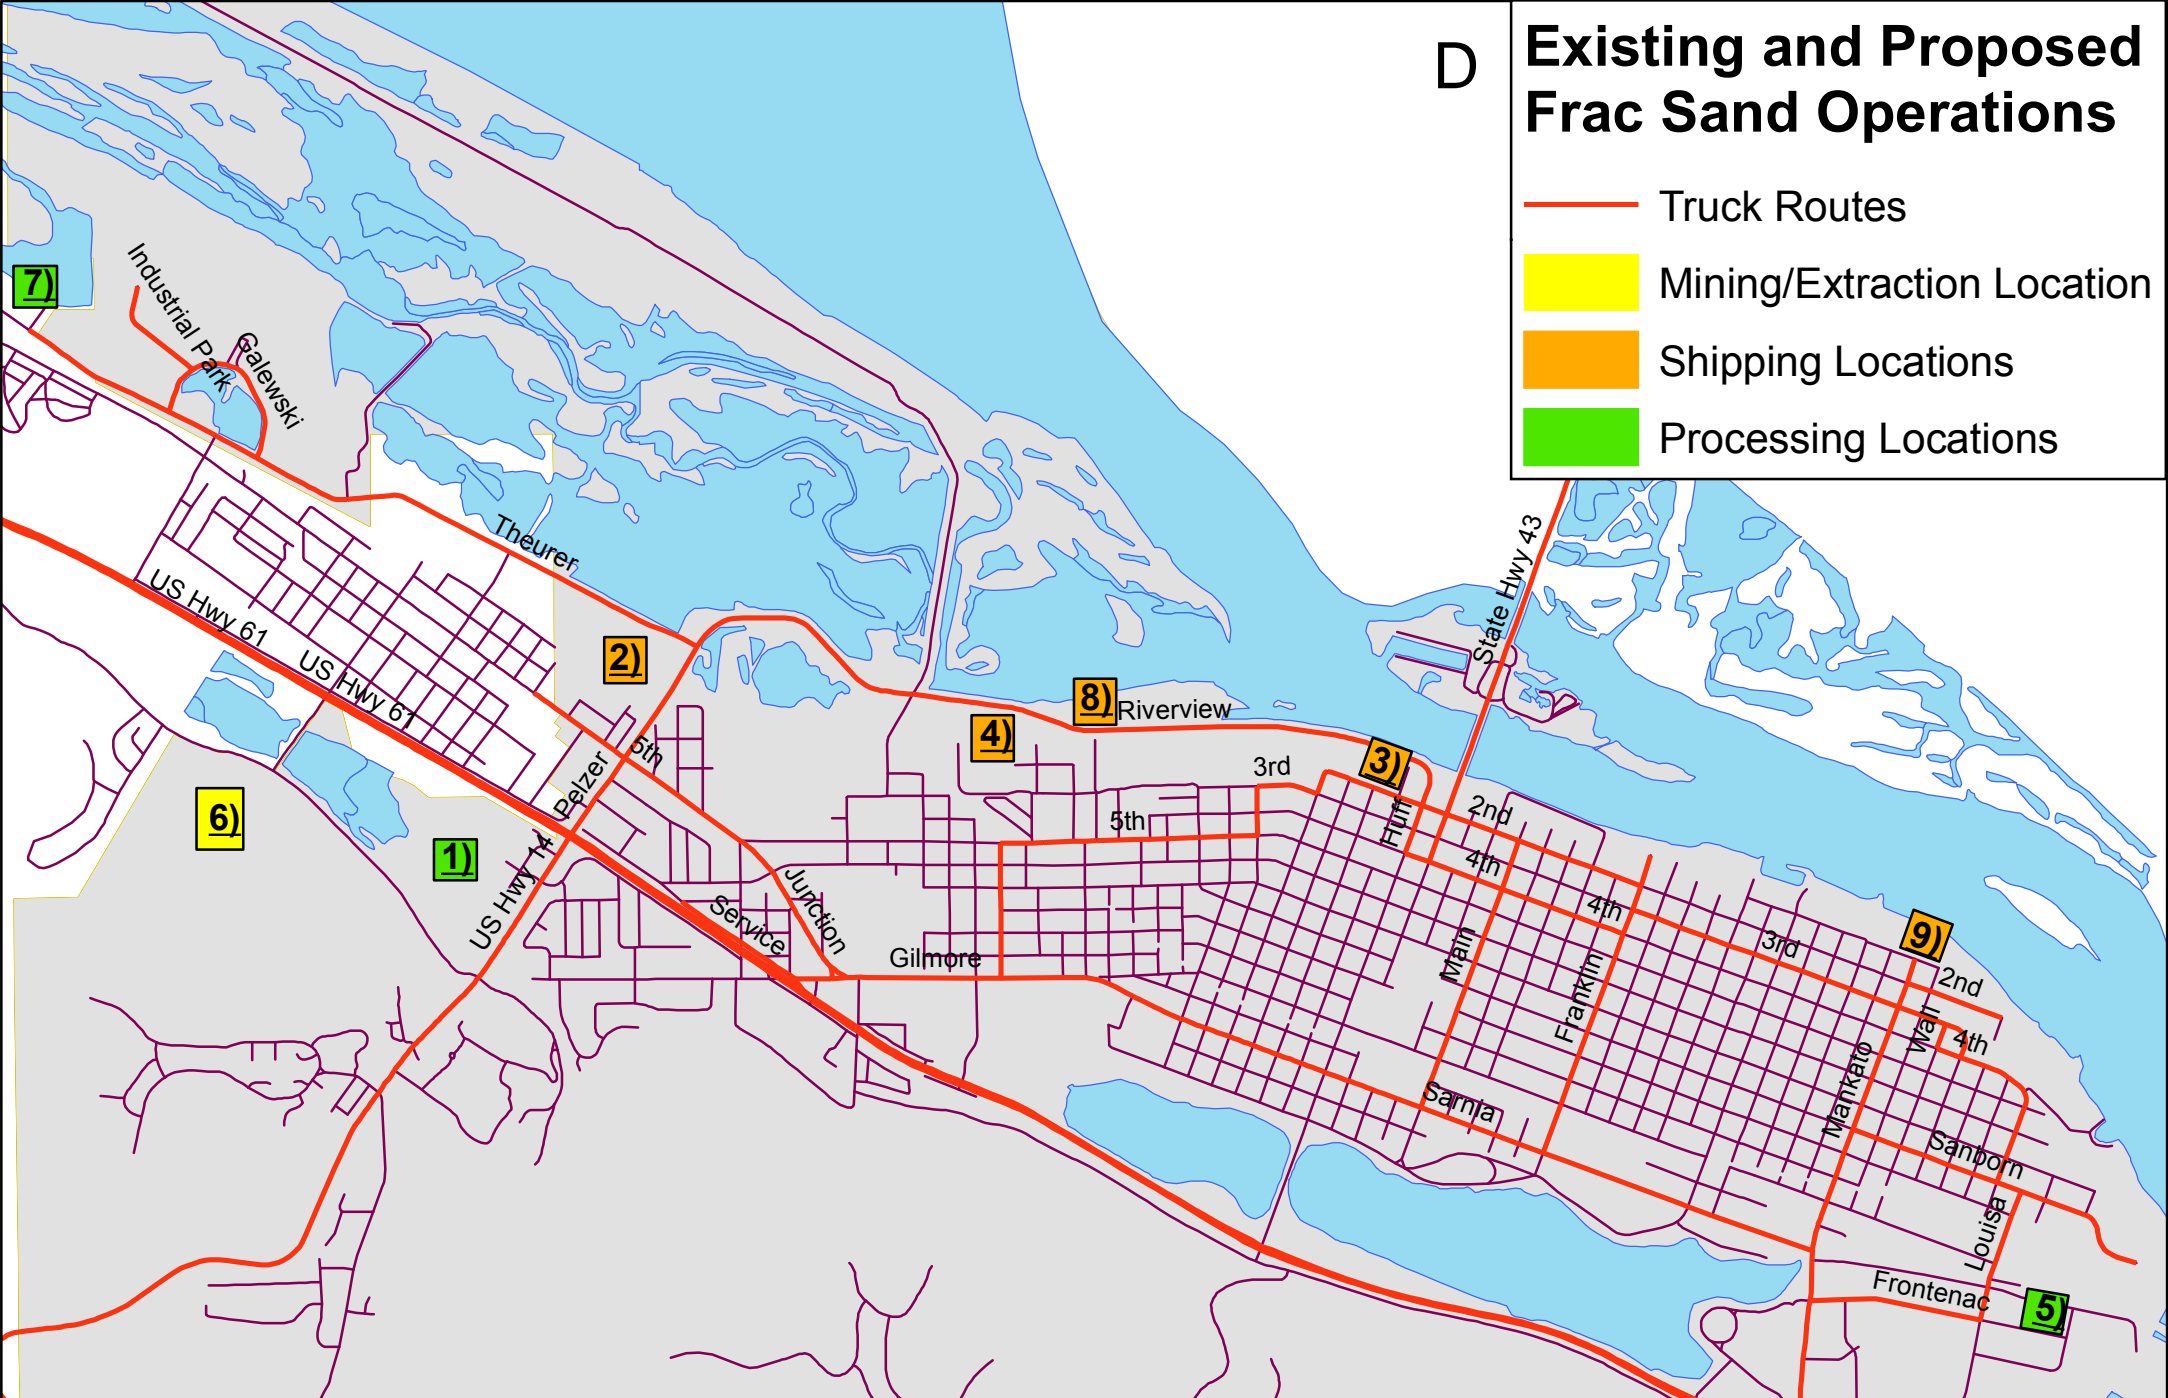 D
Existing and Proposed
Frac Sand Operations
Truck Routes
Mining/Extraction Location
Shipping Locations
Processing Locations
7)
Industrial Park
Galewski
State Hwy 43
Theurer
US Hwy 61
US Hwy 61
2)
8)
Riverview
4)
5th
Pelzer
3)
3rd
Huff
2nd
5th
4th
6)
1)
US Hwy 14
Junction
Service
Gilmore
Main
4th
Franklin
3rd
9)
2nd
Wall
4th
Mankato
Sarnia
Sanborn
Louisa
Frontenac
5)